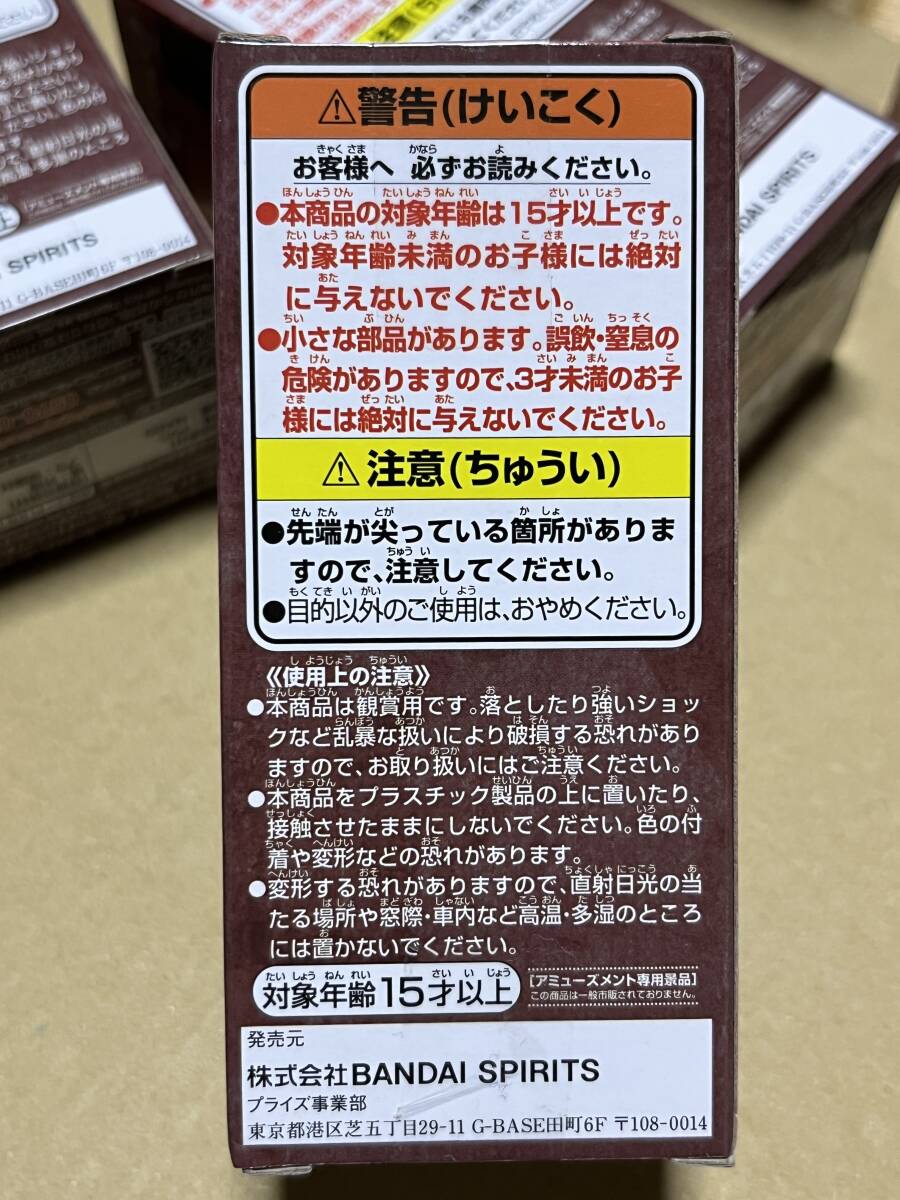 ⚠警告(けいこく)
お客様へ 必ずお読みください。
●本商品の対象年齢は15才以上です。
対象年齢未満のお子様には絶対
に与えないでください。
●小さな部品があります。誤飲・窒息の
危険がありますので、3才未満のお子
様には絶対に与えないでください。
⚠注意(ちゅうい)
●先端が尖っている箇所がありま
すので、注意してください。
●目的以外のご使用は、おやめください。
《使用上の注意》
●本商品は観賞用です。落としたり強いショッ
クなど乱暴な扱いにより破損する恐れがあり
ますので、お取り扱いにはご注意ください。
●本商品をプラスチック製品の上に置いたり、
接触させたままにしないでください。色の付
着や変形などの恐れがあります。
●変形する恐れがありますので、直射日光の当
たる場所や窓際・車内など高温・多湿のところ
には置かないでください。
対象年齢15才以上
[アミューズメント専用景品]
この商品は一般市販されておりません。
発売元
株式会社BANDAI SPIRITS
プライズ事業部
東京都港区芝五丁目29-11 G-BASE田町6F 〒108-0014
AI SPIRITS
-11 G-BASE田町6F 〒108-0014
DAI SPIRITS